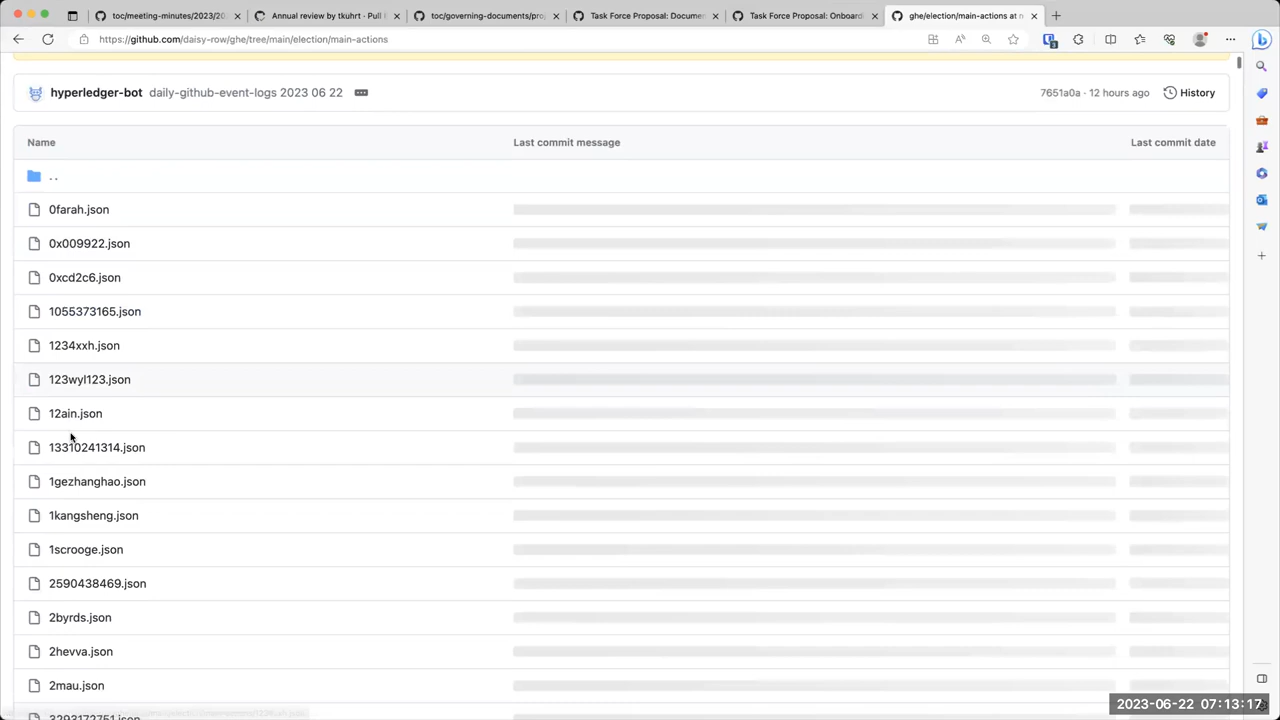 toc/meeting-minutes/2023/20
Annual review by tkuhrt · Pull
toc/governing-documents/pro
Task Force Proposal: Docume
Task Force Proposal: Onboardi
ghe/election/main-actions at
https://github.com/daisy-row/ghe/tree/main/election/main-actions
hyperledger-bot daily-github-event-logs 2023 06 22
7651a0a · 12 hours ago History
Name Last commit message Last commit date
..
0farah.json
0x009922.json
0xcd2c6.json
1055373165.json
1234xxh.json
123wyl123.json
12ain.json
13310241314.json
1gezhanghao.json
1kangsheng.json
1scrooge.json
2590438469.json
2byrds.json
2hevva.json
2mau.json
3293172751.json
2023-06-22 07:13:17